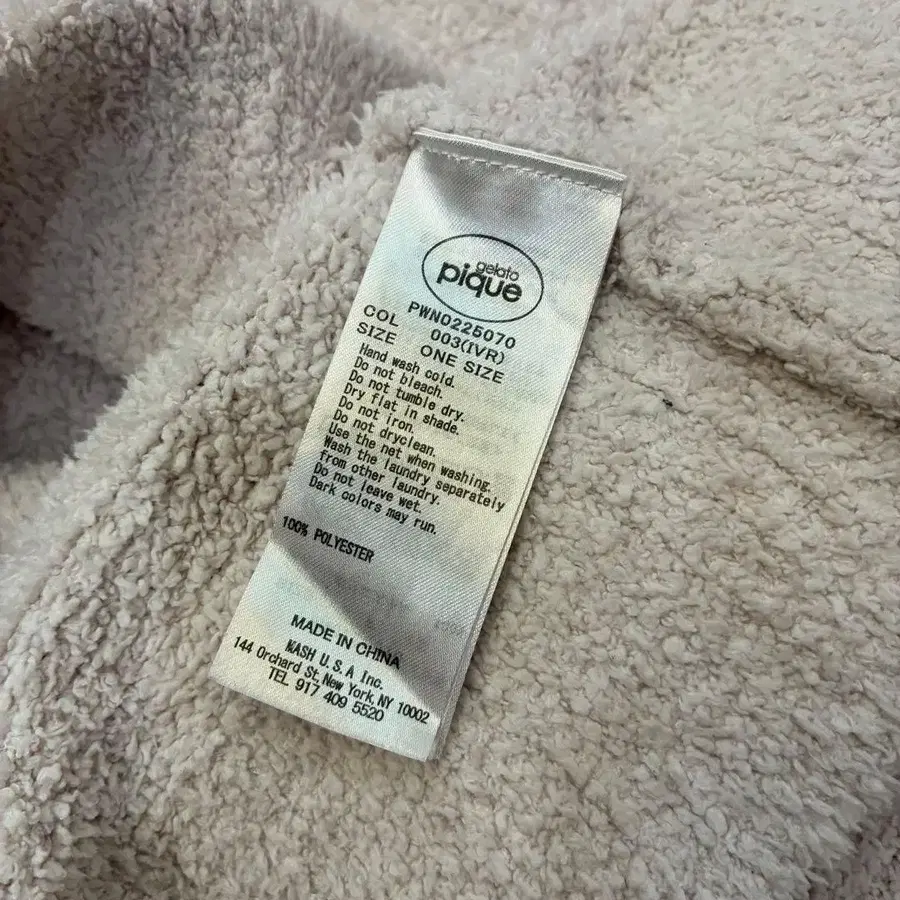 gelato
pique
PWNO225070
COL 003(IVR)
SIZE ONE SIZE
Hand wash cold.
Do not bleach.
Do not tumble dry.
Dry flat in shade.
Do not iron.
Do not dryclean.
Use the net when washing.
Wash the laundry separately
from other laundry.
Do not leave wet.
Dark colors may run.
100% POLYESTER
MADE IN CHINA
MASH U.S.A Inc.
144 Orchard St, New York, NY 10002
TEL 917 409 5520